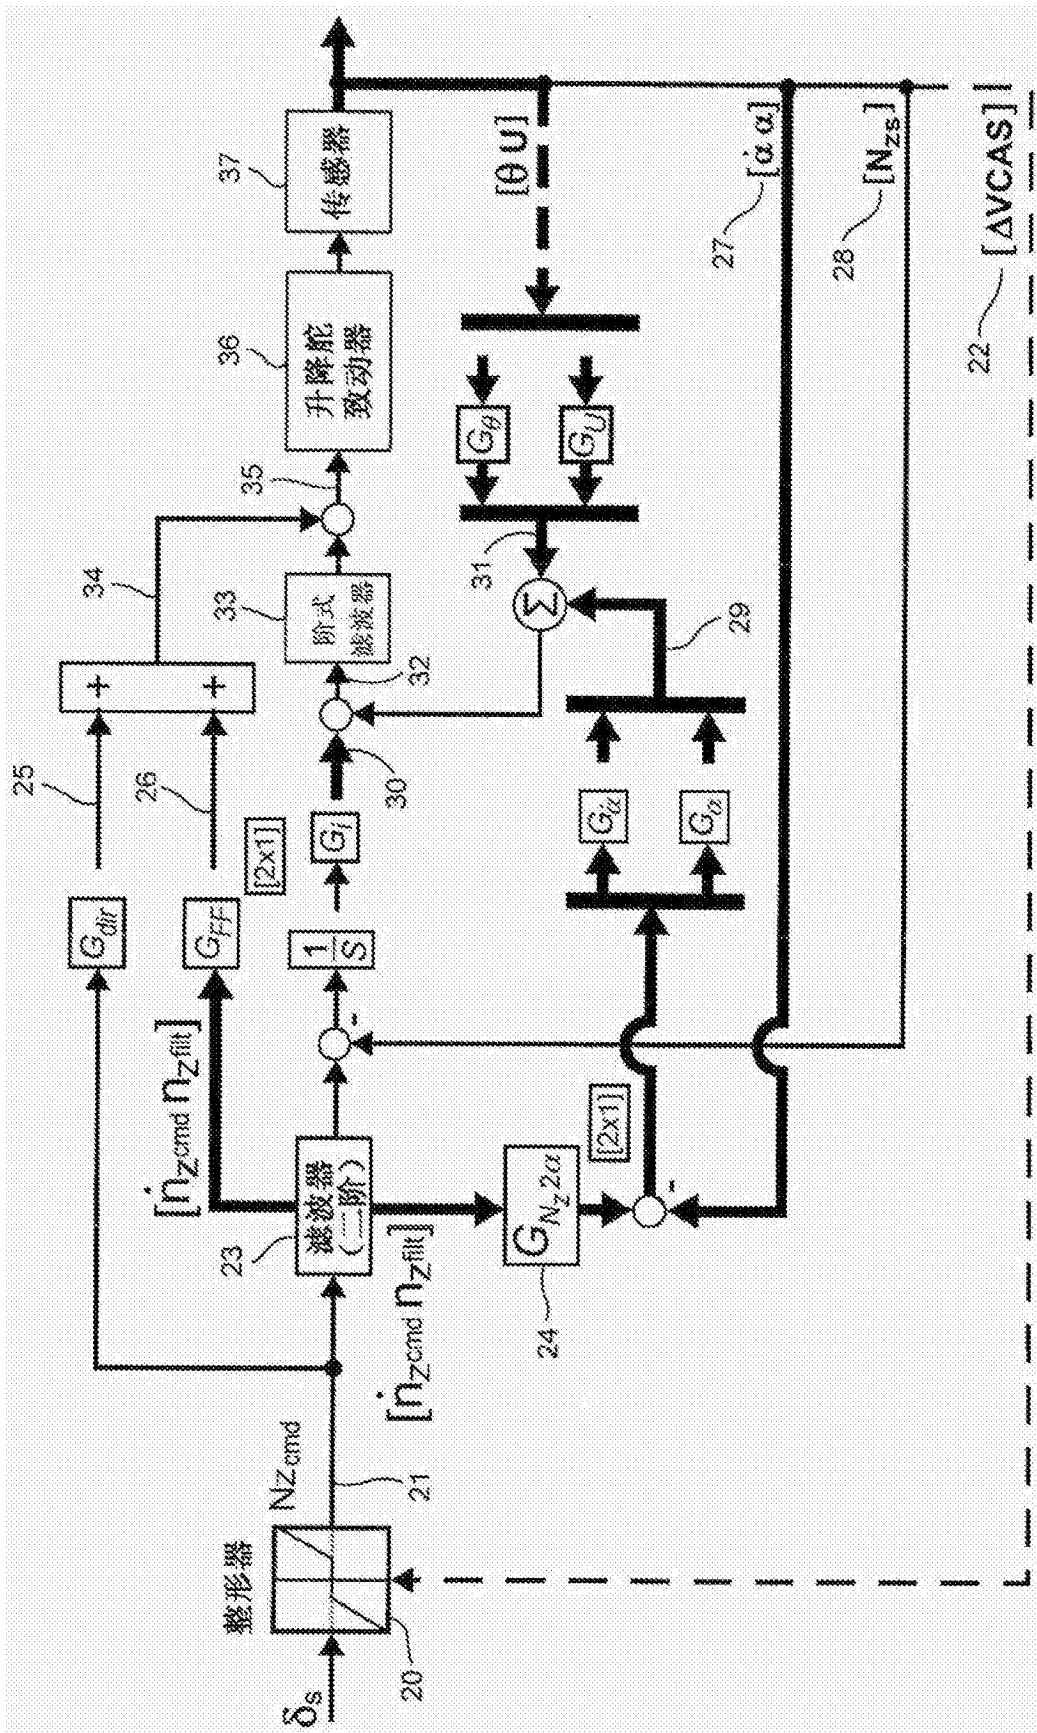 δs
20
整形器
Nzcmd
21
[ṅzcmd nzfilt]
23
滤波器
(二阶)
[ṅzcmd nzfilt]
24
GNz2α
[2x1]
-
-
1
S
Gdir
GFF
[2x1]
Gi
25
26
+
+
30
32
34
33
阶式
滤波器
35
36
升降舵
致动器
37
传感器
Gα̇
Gα
29
Σ
31
Gθ
GU
[θ U]
27
[α̇ α]
28
[Nzs]
22
[ΔVCAS]